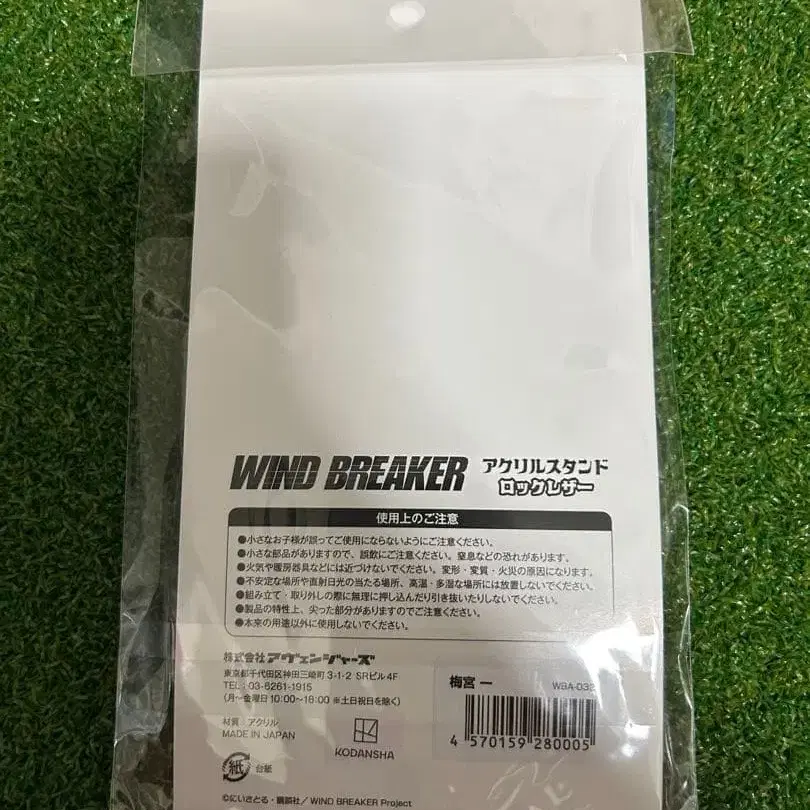 WIND BREAKER アクリルスタンド
ロックレザー
使用上のご注意
●小さなお子様が誤ってご使用にならないようにご注意ください。
●小さな部品がありますので、誤飲にご注意ください。窒息などの恐れがあります。
●火気や暖房器具などには近づけないでください。変形・変質・火災の原因になります。
●不安定な場所や直射日光の当たる場所、高温・多湿な場所には放置しないでください。
●組み立て・取り外しの際に無理に押し込んだり引き抜いたりしないでください。
●製品の特性上、尖った部分がありますのでご注意ください。
●本来の用途以外に使用しないでください。
株式会社アヴェンジャーズ
東京都千代田区神田三崎町 3-1-2 SRビル 4F
TEL : 03-6261-1915
(月〜金曜日 10:00〜16:00 ※土日祝日を除く)
材質:アクリル
MADE IN JAPAN
KODANSHA
梅宮 一
4 570159 280005
紙 台紙
©にいさとる・講談社／WIND BREAKER Project